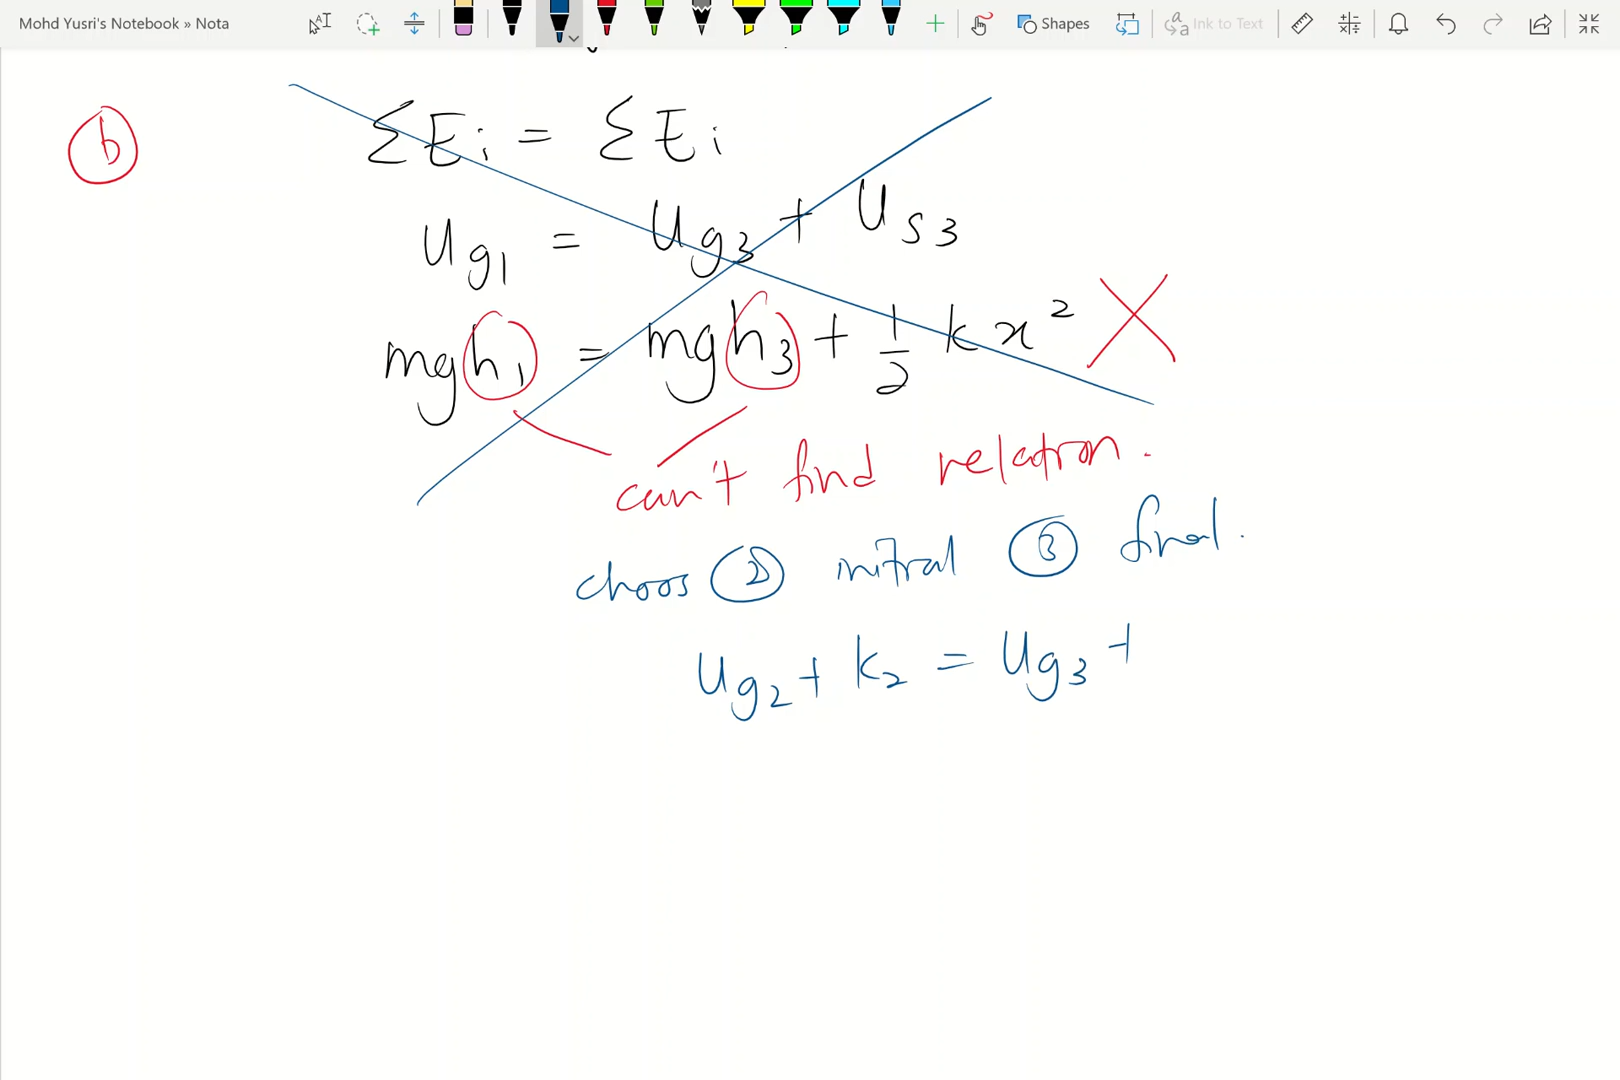 Mohd Yusri's Notebook » Nota
Shapes
Ink to Text
b
ΣEi = ΣEi
Ug1 = Ug3 + Us3
mgh1 = mgh3 + 1/2 kx²
can't find relation.
choos ② initial ③ final.
Ug2 + K2 = Ug3 +